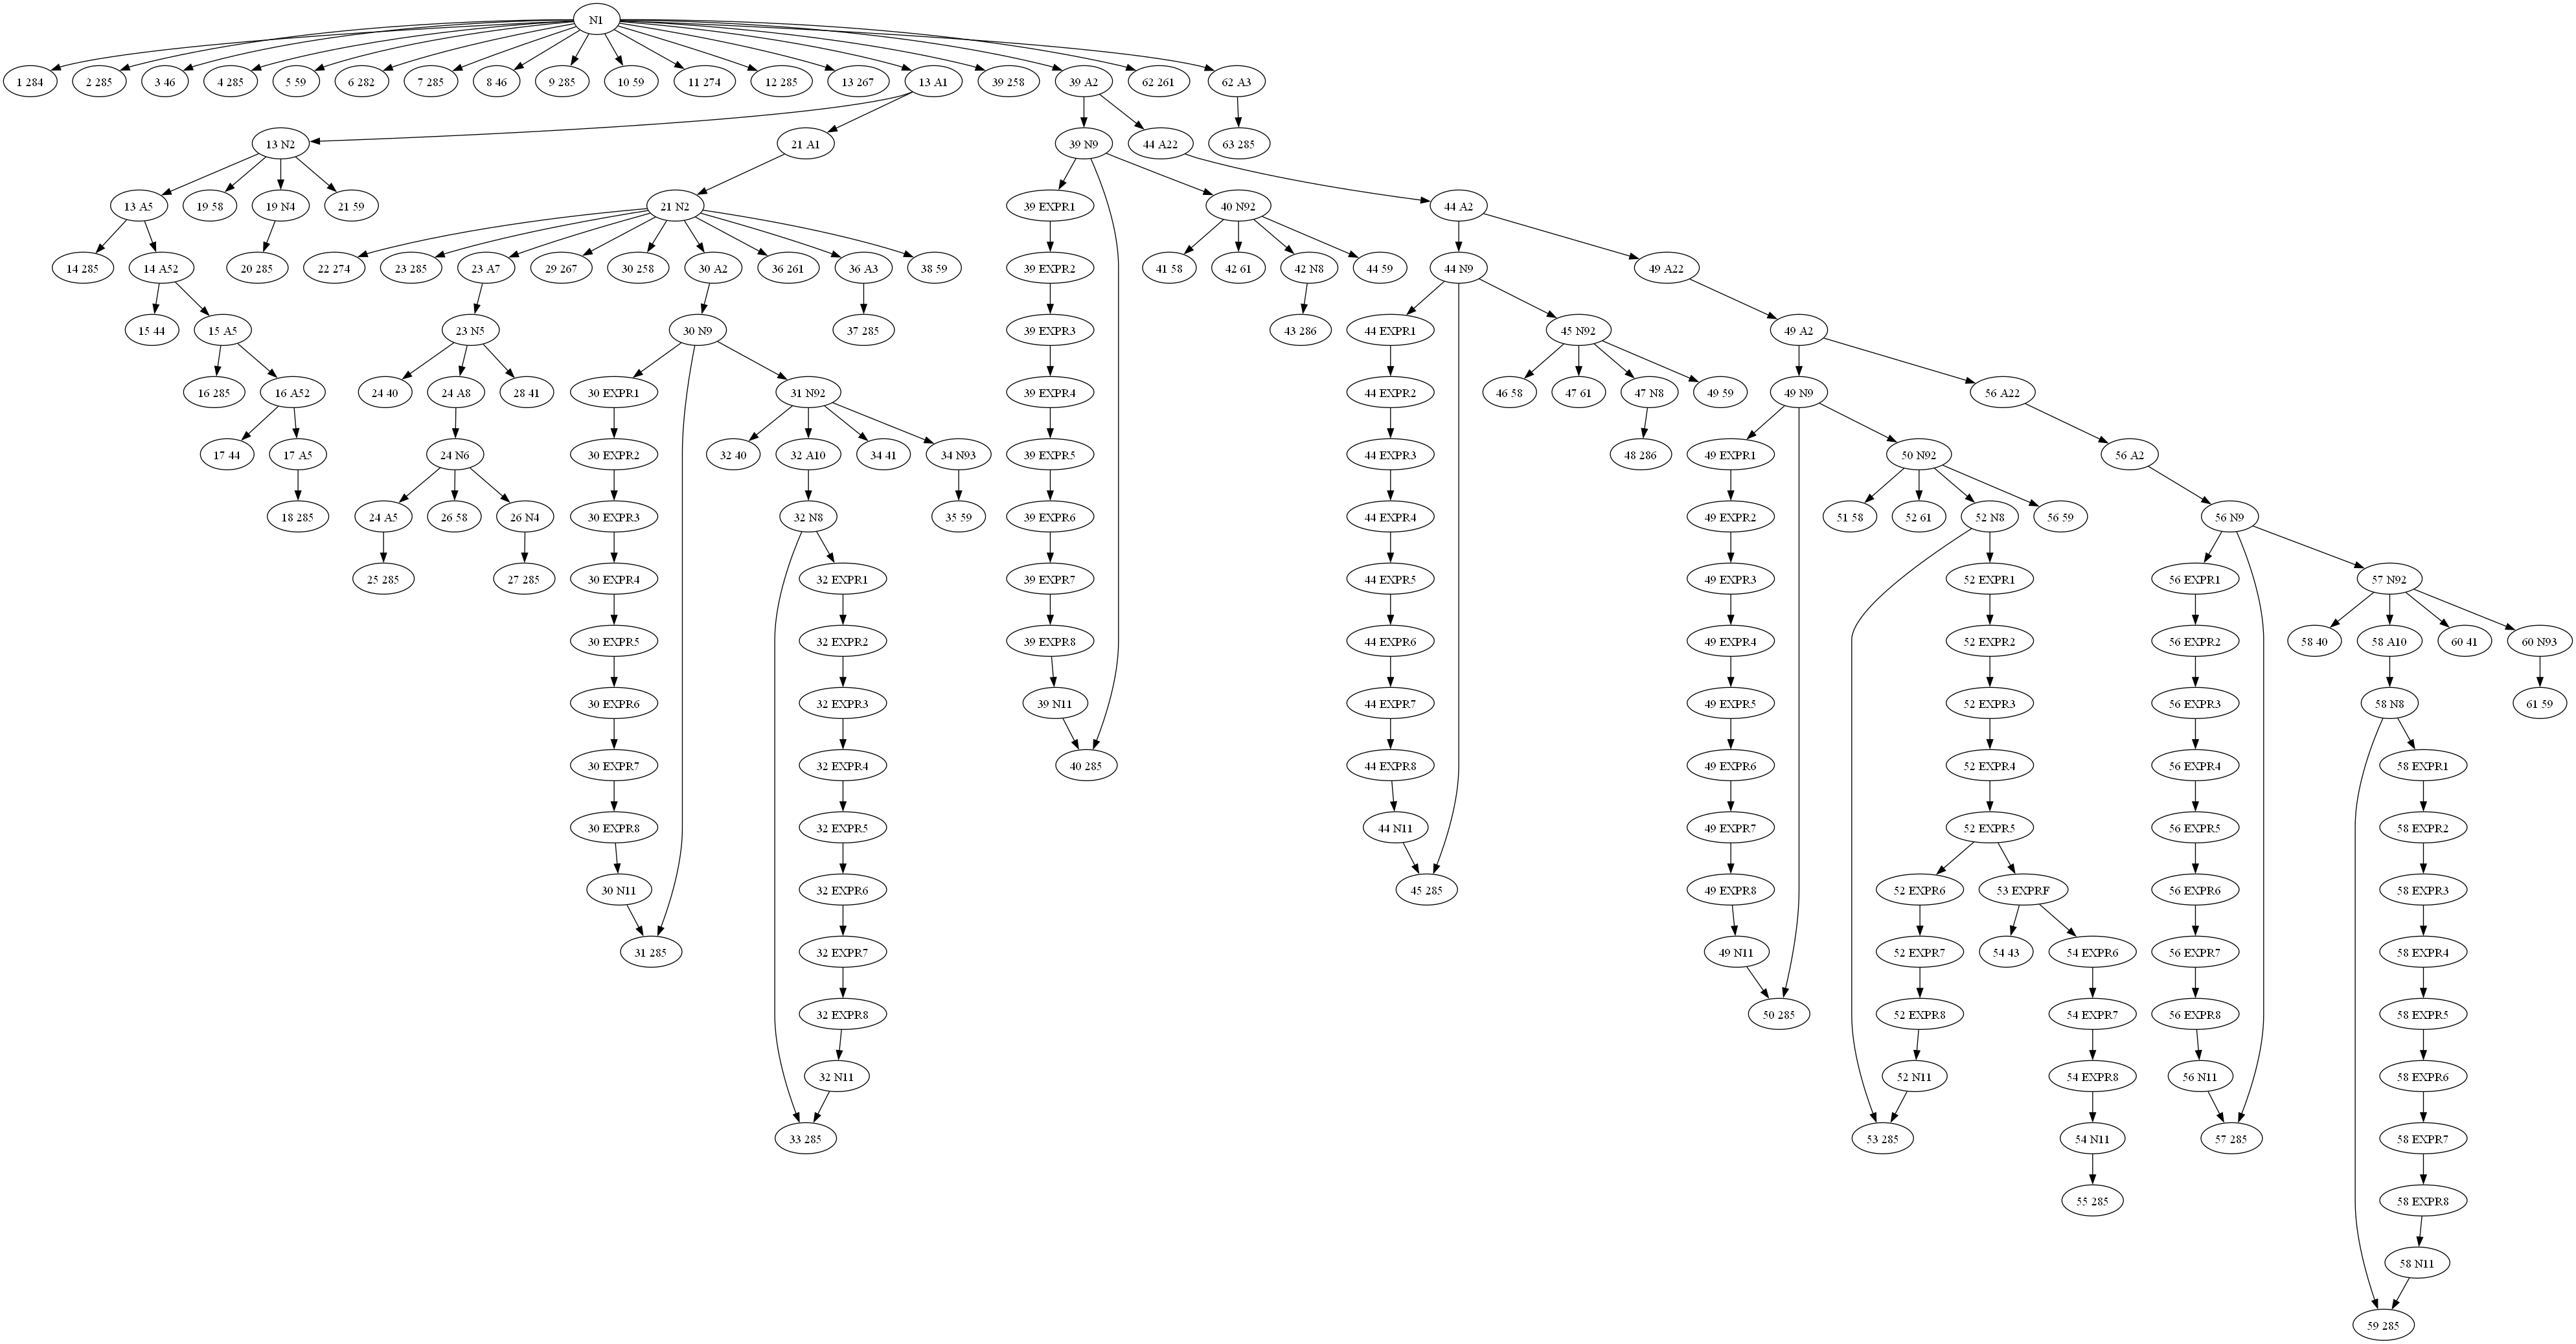 N1
1 284
2 285
3 46
4 285
5 59
6 282
7 285
8 46
9 285
10 59
11 274
12 285
13 267
13 A1
39 258
39 A2
62 261
62 A3
13 N2
21 A1
39 N9
44 A22
63 285
13 A5
19 58
19 N4
21 59
21 N2
39 EXPR1
40 N92
44 A2
14 285
14 A52
20 285
22 274
23 285
23 A7
29 267
30 258
30 A2
36 261
36 A3
38 59
39 EXPR2
41 58
42 61
42 N8
44 59
44 N9
49 A22
15 44
15 A5
23 N5
30 N9
37 285
39 EXPR3
43 286
44 EXPR1
45 N92
49 A2
16 285
16 A52
24 40
24 A8
28 41
30 EXPR1
31 N92
39 EXPR4
44 EXPR2
46 58
47 61
47 N8
49 59
49 N9
56 A22
17 44
17 A5
24 N6
30 EXPR2
32 40
32 A10
34 41
34 N93
39 EXPR5
44 EXPR3
48 286
49 EXPR1
50 N92
56 A2
18 285
24 A5
26 58
26 N4
30 EXPR3
32 N8
35 59
39 EXPR6
44 EXPR4
49 EXPR2
51 58
52 61
52 N8
56 59
56 N9
25 285
27 285
30 EXPR4
32 EXPR1
39 EXPR7
44 EXPR5
49 EXPR3
52 EXPR1
56 EXPR1
57 N92
30 EXPR5
32 EXPR2
39 EXPR8
44 EXPR6
49 EXPR4
52 EXPR2
56 EXPR2
58 40
58 A10
60 41
60 N93
30 EXPR6
32 EXPR3
39 N11
44 EXPR7
49 EXPR5
52 EXPR3
56 EXPR3
58 N8
61 59
30 EXPR7
32 EXPR4
40 285
44 EXPR8
49 EXPR6
52 EXPR4
56 EXPR4
58 EXPR1
30 EXPR8
32 EXPR5
44 N11
49 EXPR7
52 EXPR5
56 EXPR5
58 EXPR2
30 N11
32 EXPR6
45 285
49 EXPR8
52 EXPR6
53 EXPRF
56 EXPR6
58 EXPR3
31 285
32 EXPR7
49 N11
52 EXPR7
54 43
54 EXPR6
56 EXPR7
58 EXPR4
32 EXPR8
50 285
52 EXPR8
54 EXPR7
56 EXPR8
58 EXPR5
32 N11
52 N11
54 EXPR8
56 N11
58 EXPR6
33 285
53 285
54 N11
57 285
58 EXPR7
55 285
58 EXPR8
58 N11
59 285